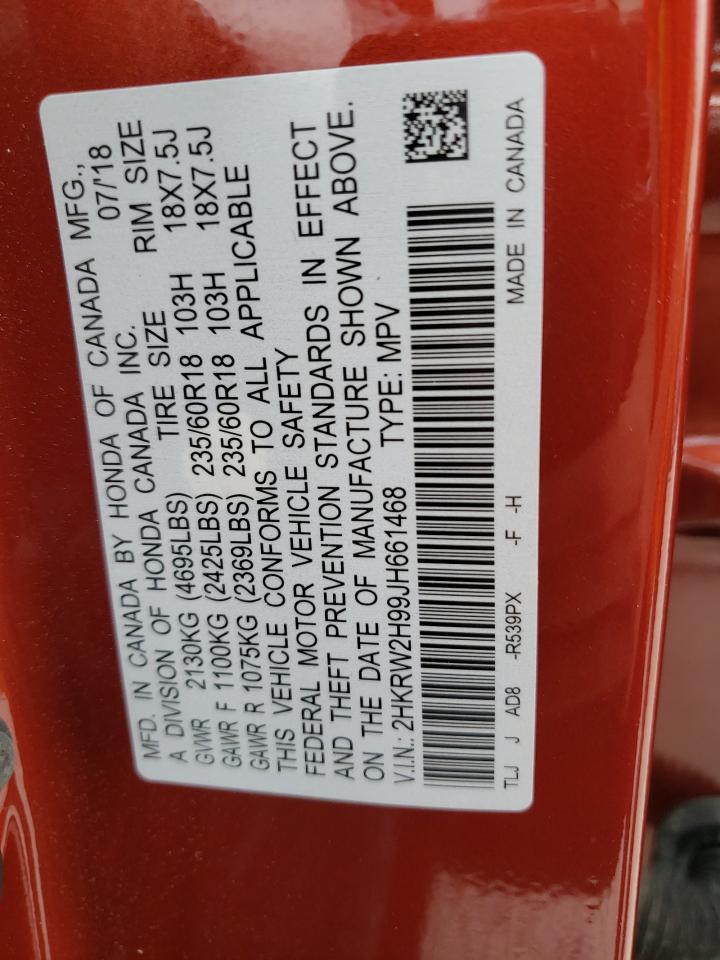 MFD. IN CANADA BY HONDA OF CANADA MFG.,
A DIVISION OF HONDA CANADA INC. 07/18
GVWR 2130KG (4695LBS) TIRE SIZE RIM SIZE
GAWR F 1100KG (2425LBS) 235/60R18 103H 18X7.5J
GAWR R 1075KG (2369LBS) 235/60R18 103H 18X7.5J
THIS VEHICLE CONFORMS TO ALL APPLICABLE
FEDERAL MOTOR VEHICLE SAFETY
AND THEFT PREVENTION STANDARDS IN EFFECT
ON THE DATE OF MANUFACTURE SHOWN ABOVE.
V.I.N.: 2HKRW2H99JH661468 TYPE: MPV
TLJ J AD8 -R539PX -F -H MADE IN CANADA